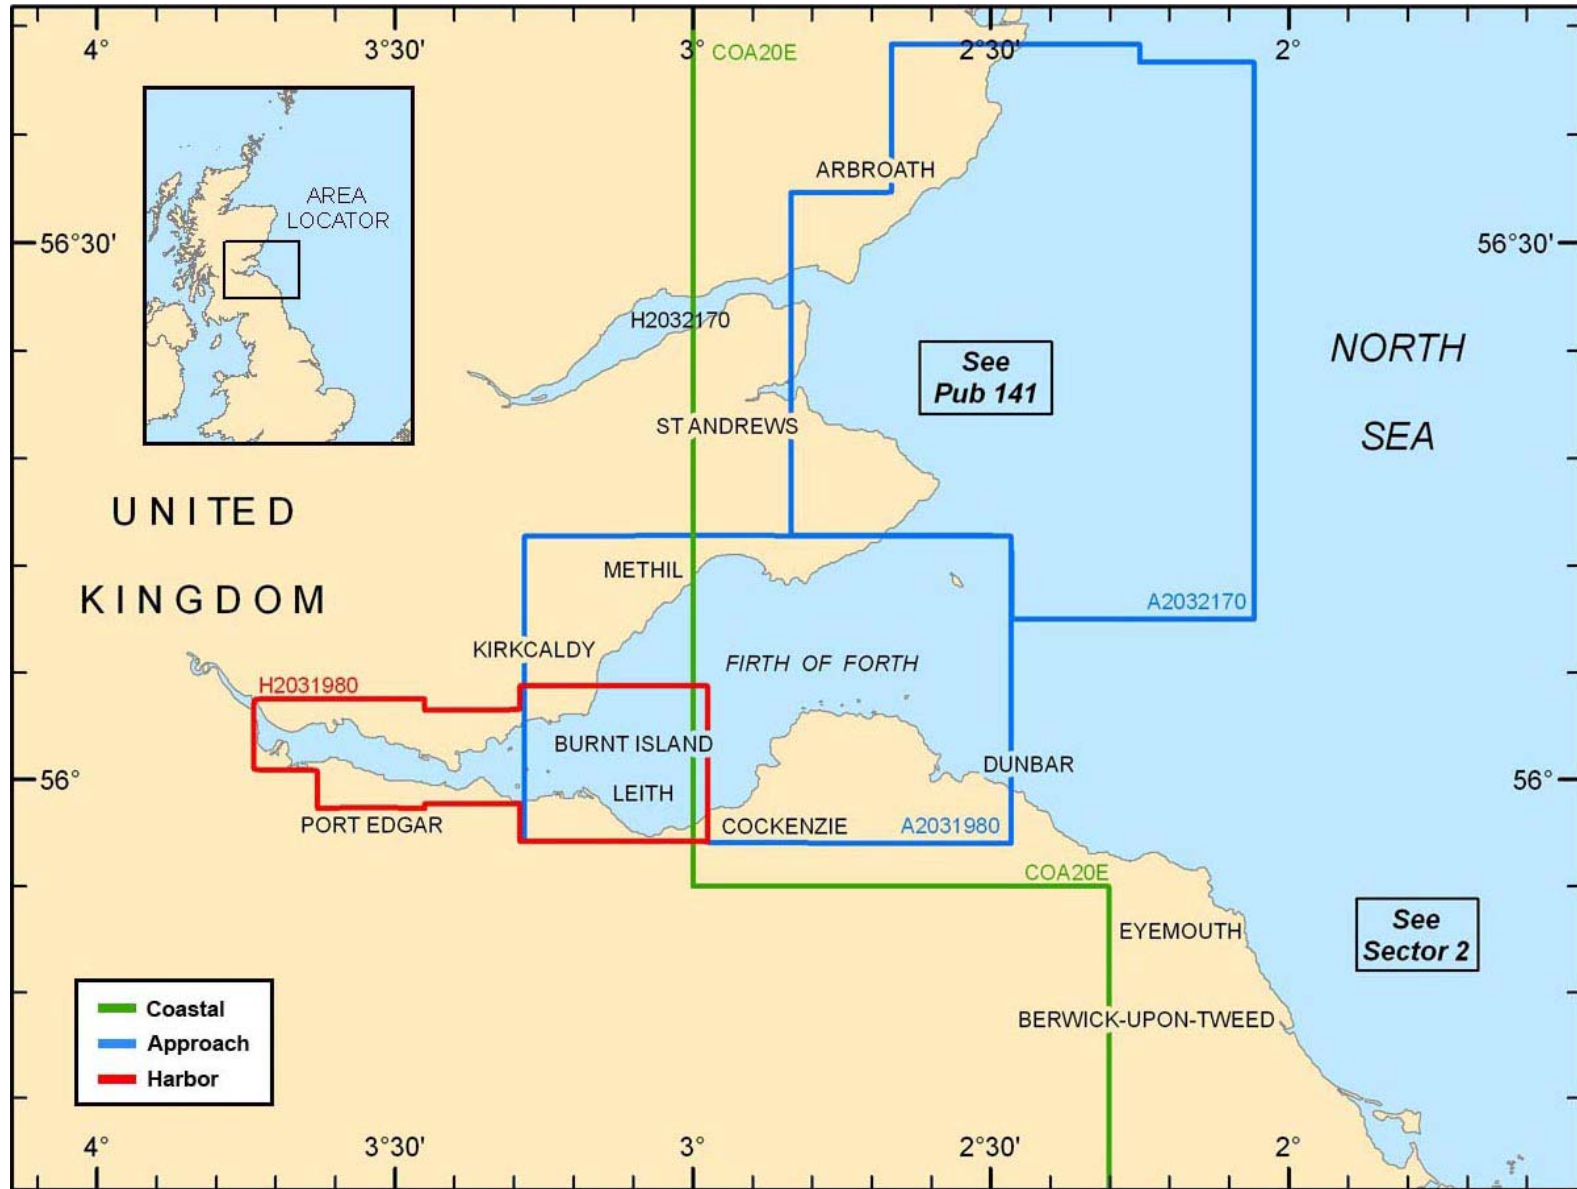 4°
3°30'
3°
2°30'
2°
COA20E
AREA
LOCATOR
ARBROATH
56°30'
56°30'
H2032170
NORTH
SEA
See
Pub 141
ST ANDREWS
UNITED
KINGDOM
METHIL
A2032170
KIRKCALDY
FIRTH OF FORTH
H2031980
BURNT ISLAND
DUNBAR
56°
56°
LEITH
PORT EDGAR
COCKENZIE
A2031980
COA20E
EYEMOUTH
See
Sector 2
BERWICK-UPON-TWEED
Coastal
Approach
Harbor
4°
3°30'
3°
2°30'
2°